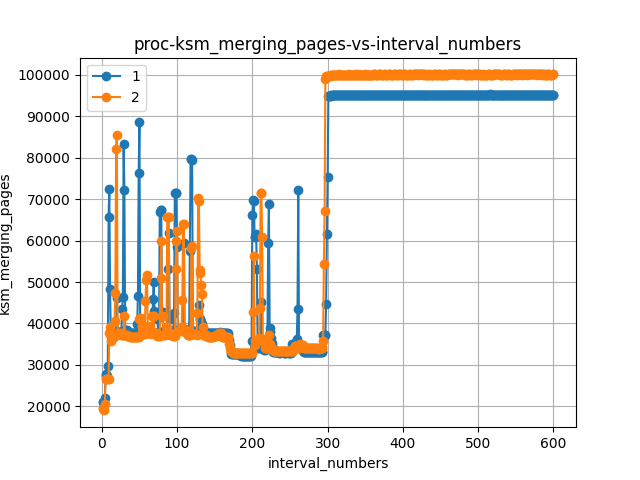 proc-ksm_merging_pages-vs-interval_numbers
1
2
100000
90000
80000
70000
60000
50000
40000
30000
20000
ksm_merging_pages
0 100 200 300 400 500 600
interval_numbers